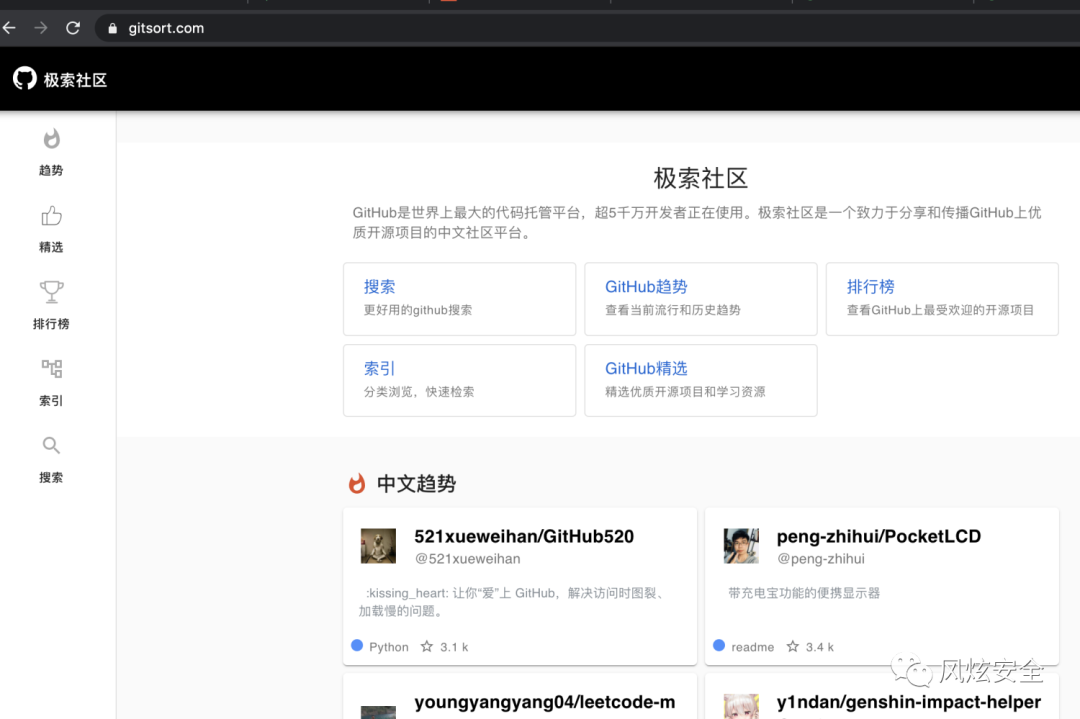 gitsort.com
极索社区
趋势
精选
排行榜
索引
搜索
极索社区
GitHub是世界上最大的代码托管平台，超5千万开发者正在使用。极索社区是一个致力于分享和传播GitHub上优
质开源项目的中文社区平台。
搜索
更好用的github搜索
GitHub趋势
查看当前流行和历史趋势
排行榜
查看GitHub上最受欢迎的开源项目
索引
分类浏览，快速检索
GitHub精选
精选优质开源项目和学习资源
中文趋势
521xueweihan/GitHub520
@521xueweihan
:kissing_heart: 让你“爱”上 GitHub，解决访问时图裂、
加载慢的问题。
Python 3.1 k
peng-zhihui/PocketLCD
@peng-zhihui
带充电宝功能的便携显示器
readme 3.4 k
youngyangyang04/leetcode-m
y1ndan/genshin-impact-helper
风炫安全